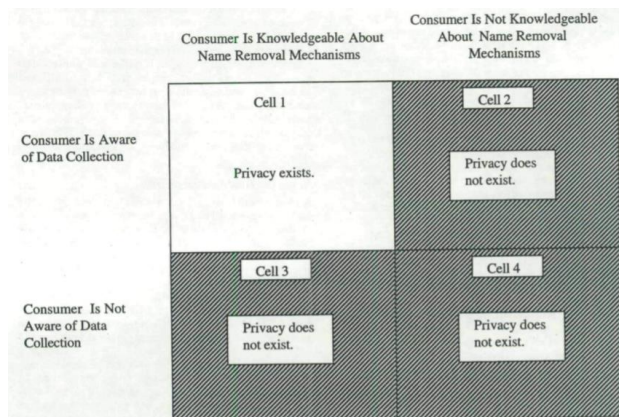 Consumer Is Knowledgeable About
Name Removal Mechanisms
Consumer Is Not Knowledgeable
About Name Removal
Mechanisms
Consumer Is Aware
of Data Collection
Cell 1
Privacy exists.
Cell 2
Privacy does
not exist.
Consumer Is Not
Aware of Data
Collection
Cell 3
Privacy does
not exist.
Cell 4
Privacy does
not exist.